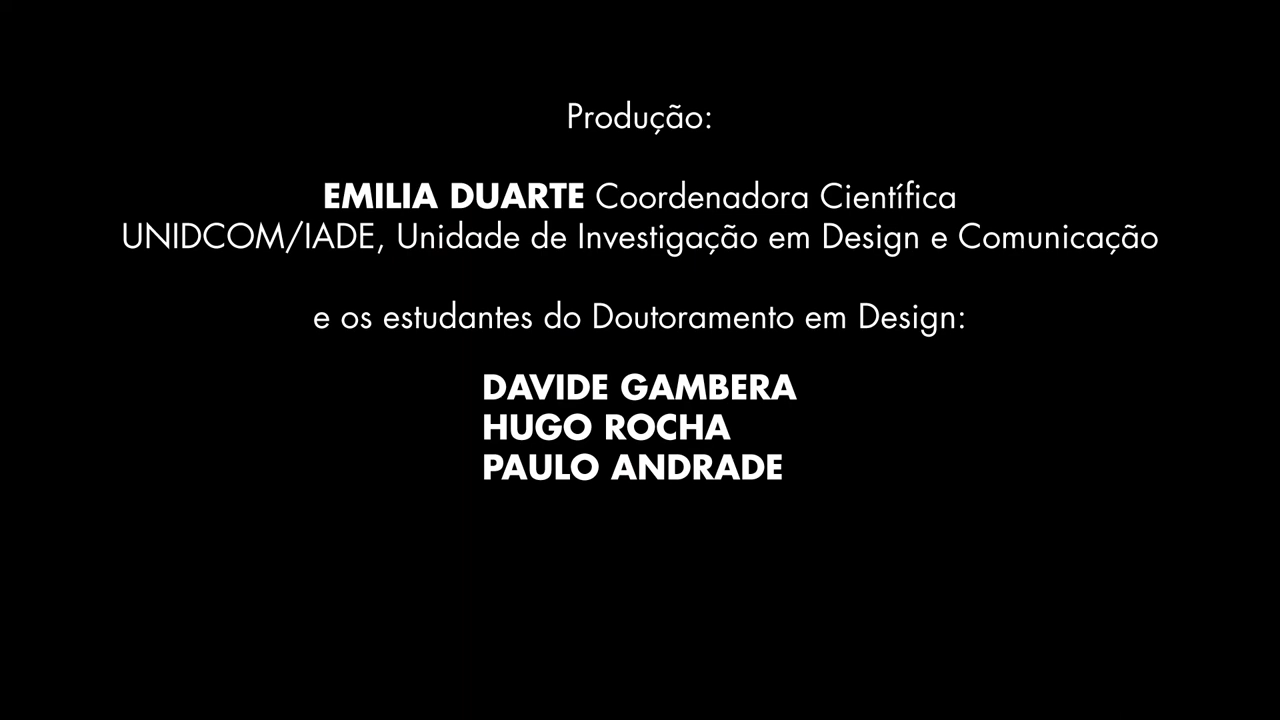 Produção:
EMILIA DUARTE Coordenadora Científica
UNIDCOM/IADE, Unidade de Investigação em Design e Comunicação
e os estudantes do Doutoramento em Design:
DAVIDE GAMBERA
HUGO ROCHA
PAULO ANDRADE